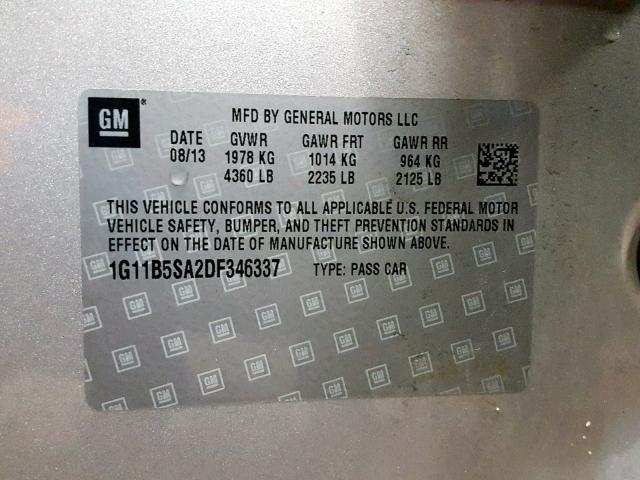 GM ® MFD BY GENERAL MOTORS LLC
DATE GVWR GAWR FRT GAWR RR
08/13 1978 KG 1014 KG 964 KG
4360 LB 2235 LB 2125 LB
THIS VEHICLE CONFORMS TO ALL APPLICABLE U.S. FEDERAL MOTOR
VEHICLE SAFETY, BUMPER, AND THEFT PREVENTION STANDARDS IN
EFFECT ON THE DATE OF MANUFACTURE SHOWN ABOVE.
1G11B5SA2DF346337 TYPE: PASS CAR